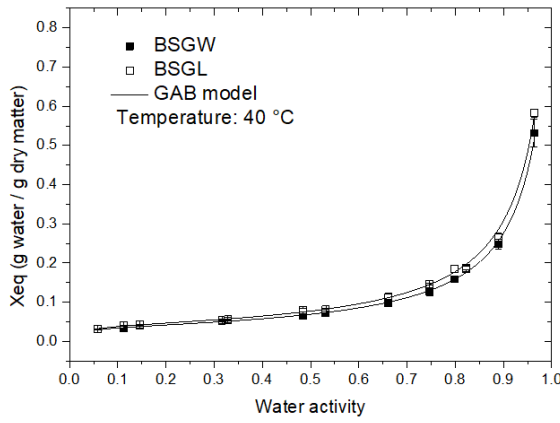 BSGW
BSGL
GAB model
Temperature: 40 °C
Xeq (g water / g dry matter)
0.8
0.7
0.6
0.5
0.4
0.3
0.2
0.1
0.0
0.0 0.1 0.2 0.3 0.4 0.5 0.6 0.7 0.8 0.9 1.0
Water activity